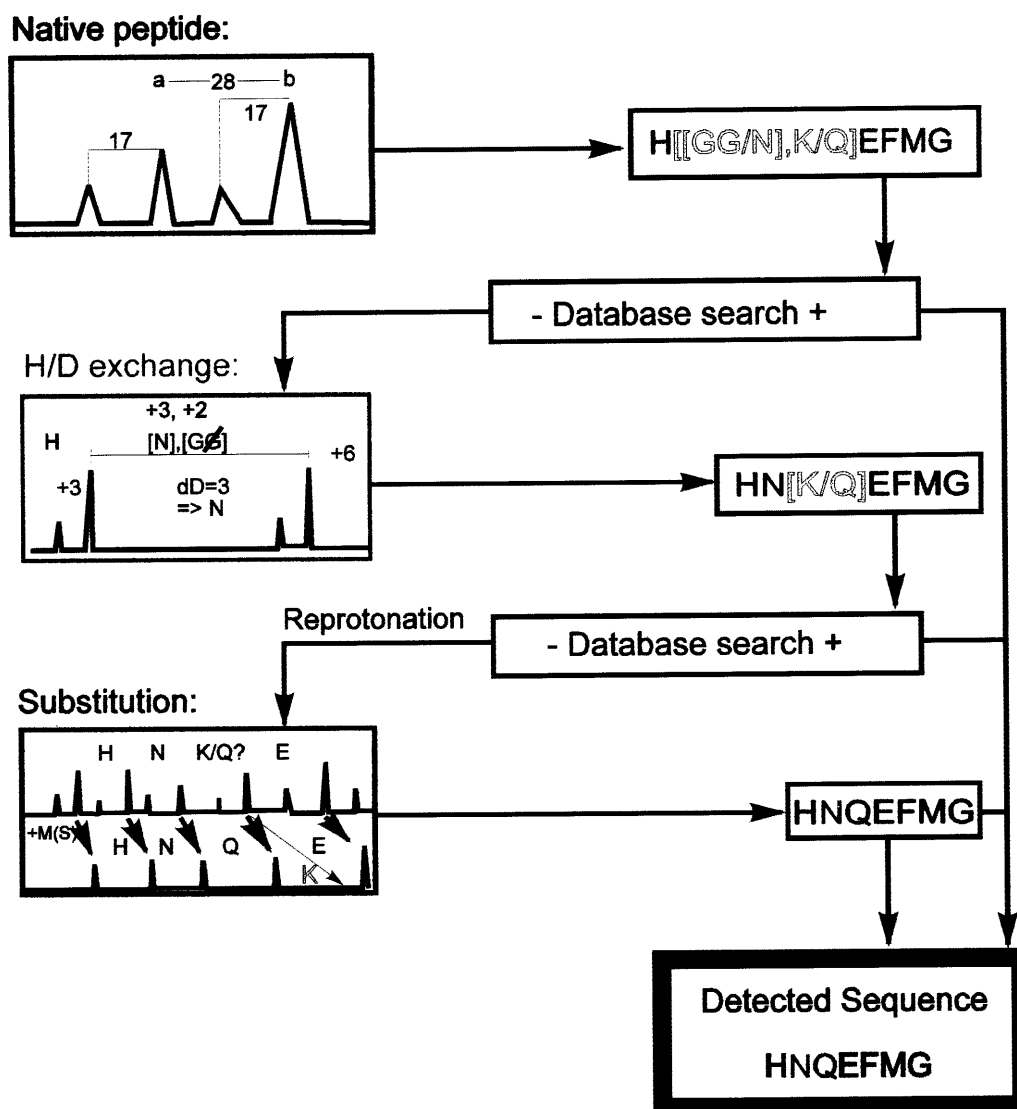 Native peptide:
a 28 b
17
17
H[[GG/N],K/Q]EFMG
- Database search +
H/D exchange:
+3, +2
H [N],[GG]
+6
+3 dD=3
=> N
HN[K/Q]EFMG
Reprotonation
- Database search +
Substitution:
H N K/Q? E
+M(S)
H N Q E
K
HNQEFMG
Detected Sequence
HNQEFMG